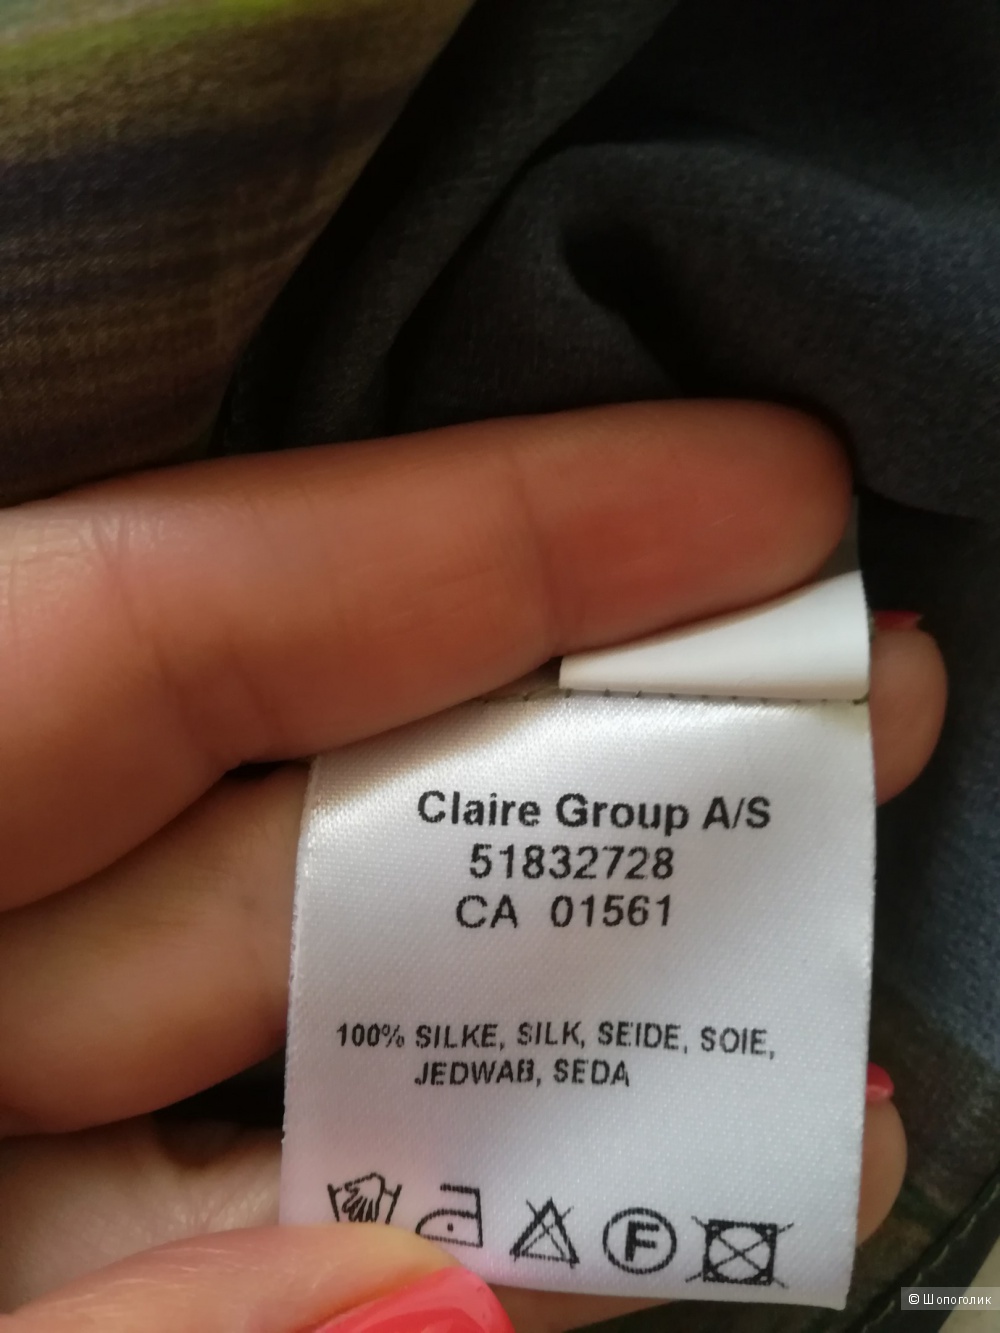 Claire Group A/S
51832728
CA 01561
100% SILKE, SILK, SEIDE, SOIE,
JEDWAB, SEDA
F
© Шопоголик